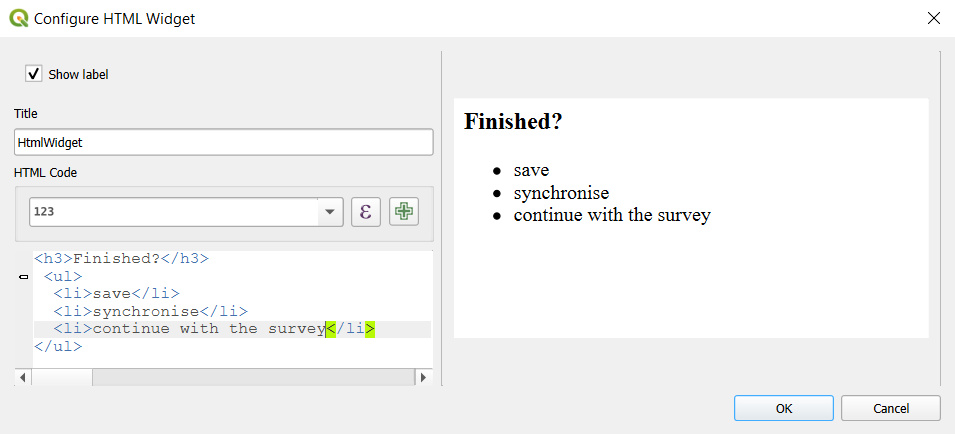 Configure HTML Widget
Show label
Title
HtmlWidget
HTML Code
123
ε
<h3>Finished?</h3>
<ul>
<li>save</li>
<li>synchronise</li>
<li>continue with the survey</li>
</ul>
Finished?
save
synchronise
continue with the survey
OK
Cancel